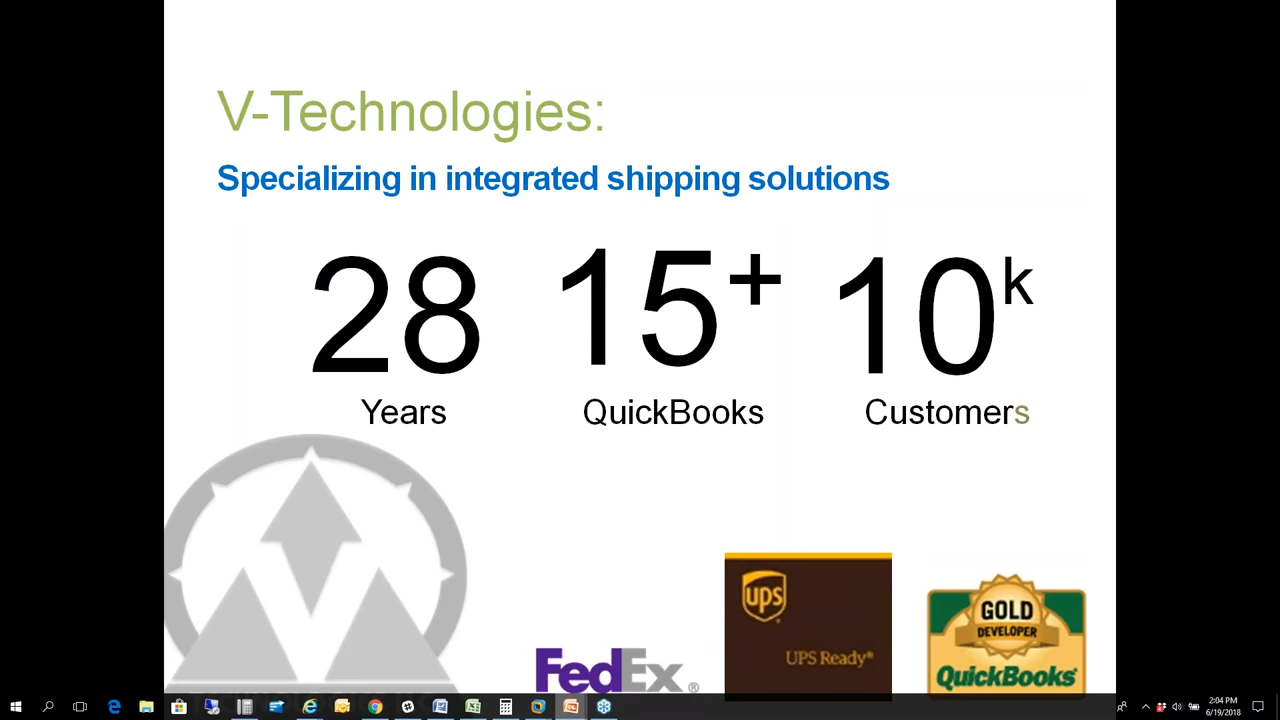 V-Technologies:
Specializing in integrated shipping solutions
28 15+ 10k
Years QuickBooks Customers
ups
UPS Ready®
GOLD
DEVELOPER
QuickBooks
FedEx®
2:04 PM
6/19/2018